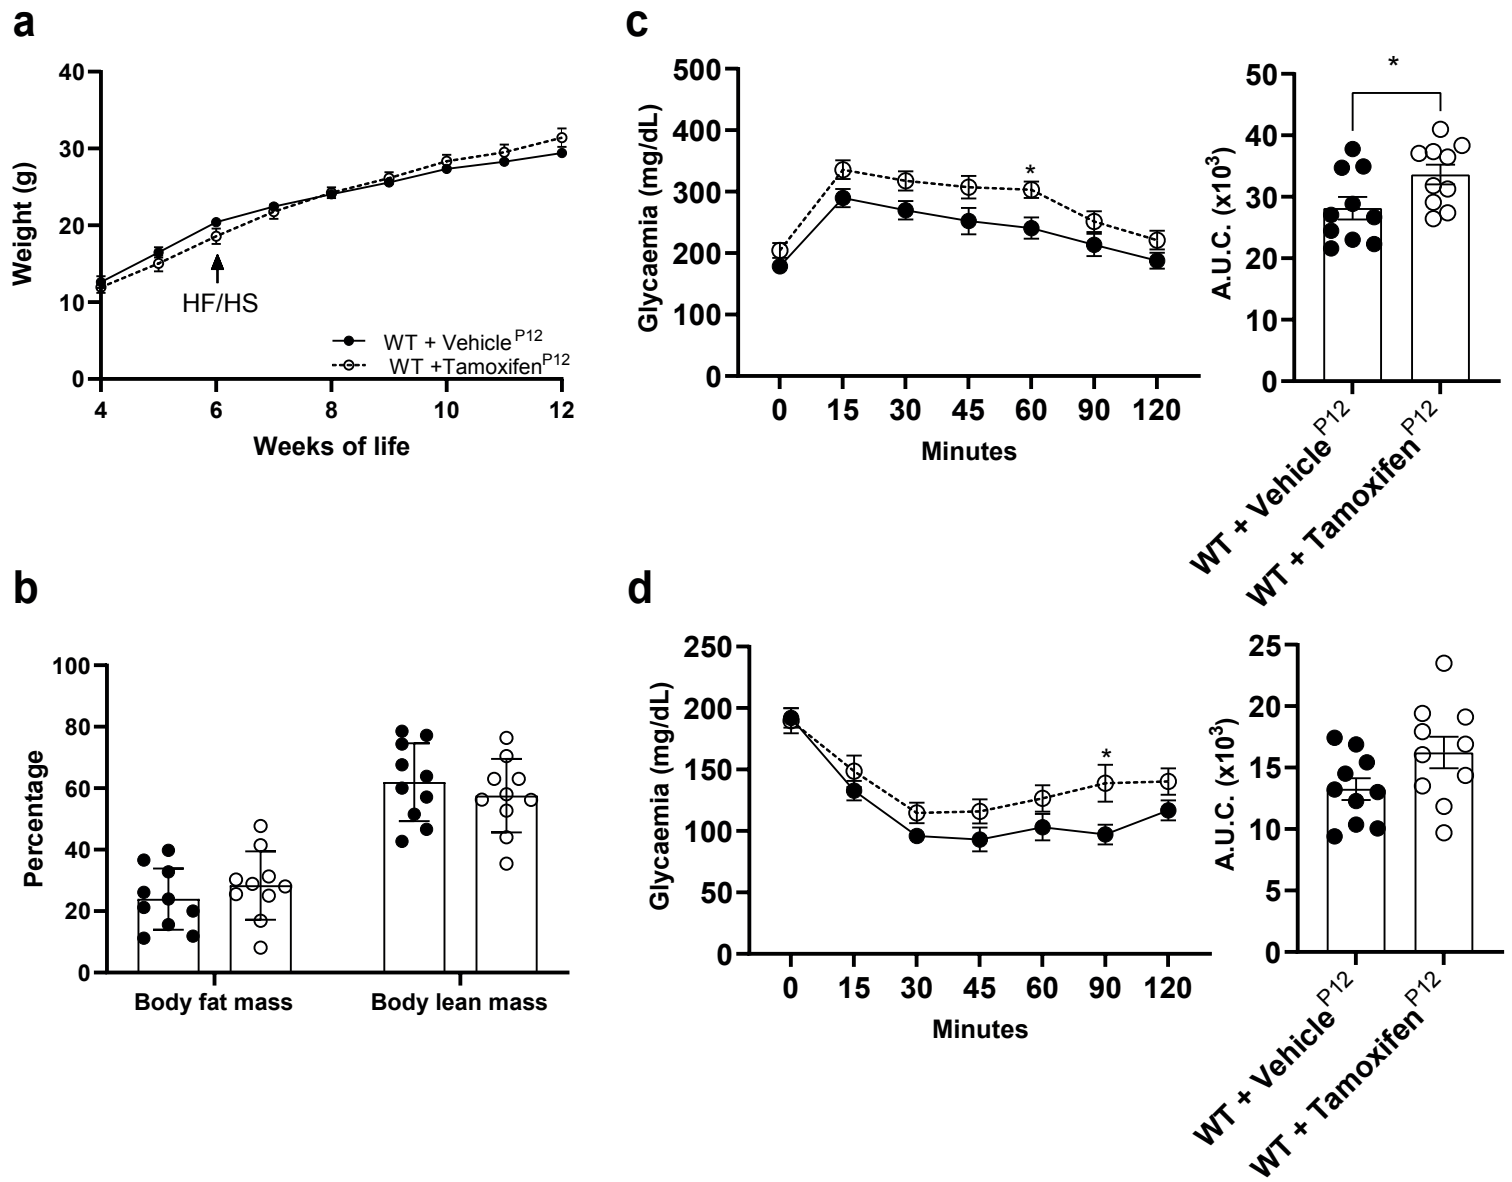 a
Weight (g)
40
30
20
10
0
HF/HS
WT + Vehicle^P12
WT +Tamoxifen^P12
4 6 8 10 12
Weeks of life
b
Percentage
100
80
60
40
20
0
Body fat mass Body lean mass
c
Glycaemia (mg/dL)
500
400
300
200
100
0
*
0 15 30 45 60 90 120
Minutes
A.U.C. (x10³)
50
40
30
20
10
0
*
WT + Vehicle^P12
WT + Tamoxifen^P12
d
Glycaemia (mg/dL)
250
200
150
100
50
0
*
0 15 30 45 60 90 120
Minutes
A.U.C. (x10³)
25
20
15
10
5
0
WT + Vehicle^P12
WT + Tamoxifen^P12